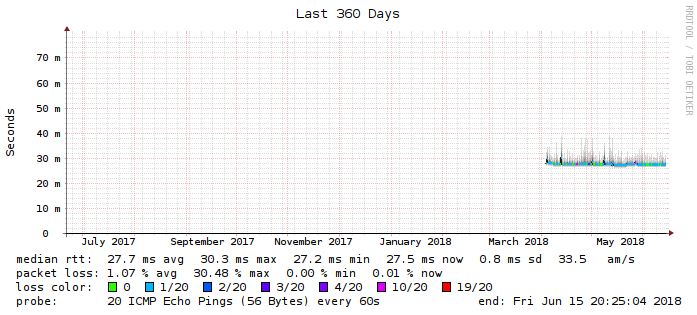 Last 360 Days
RRDTOOL / TOBI OETIKER
Seconds
70 m
60 m
50 m
40 m
30 m
20 m
10 m
0
July 2017 September 2017 November 2017 January 2018 March 2018 May 2018
median rtt: 27.7 ms avg 30.3 ms max 27.2 ms min 27.5 ms now 0.8 ms sd 33.5 am/s
packet loss: 1.07 % avg 30.48 % max 0.00 % min 0.01 % now
loss color: 0 1/20 2/20 3/20 4/20 10/20 19/20
probe: 20 ICMP Echo Pings (56 Bytes) every 60s end: Fri Jun 15 20:25:04 2018